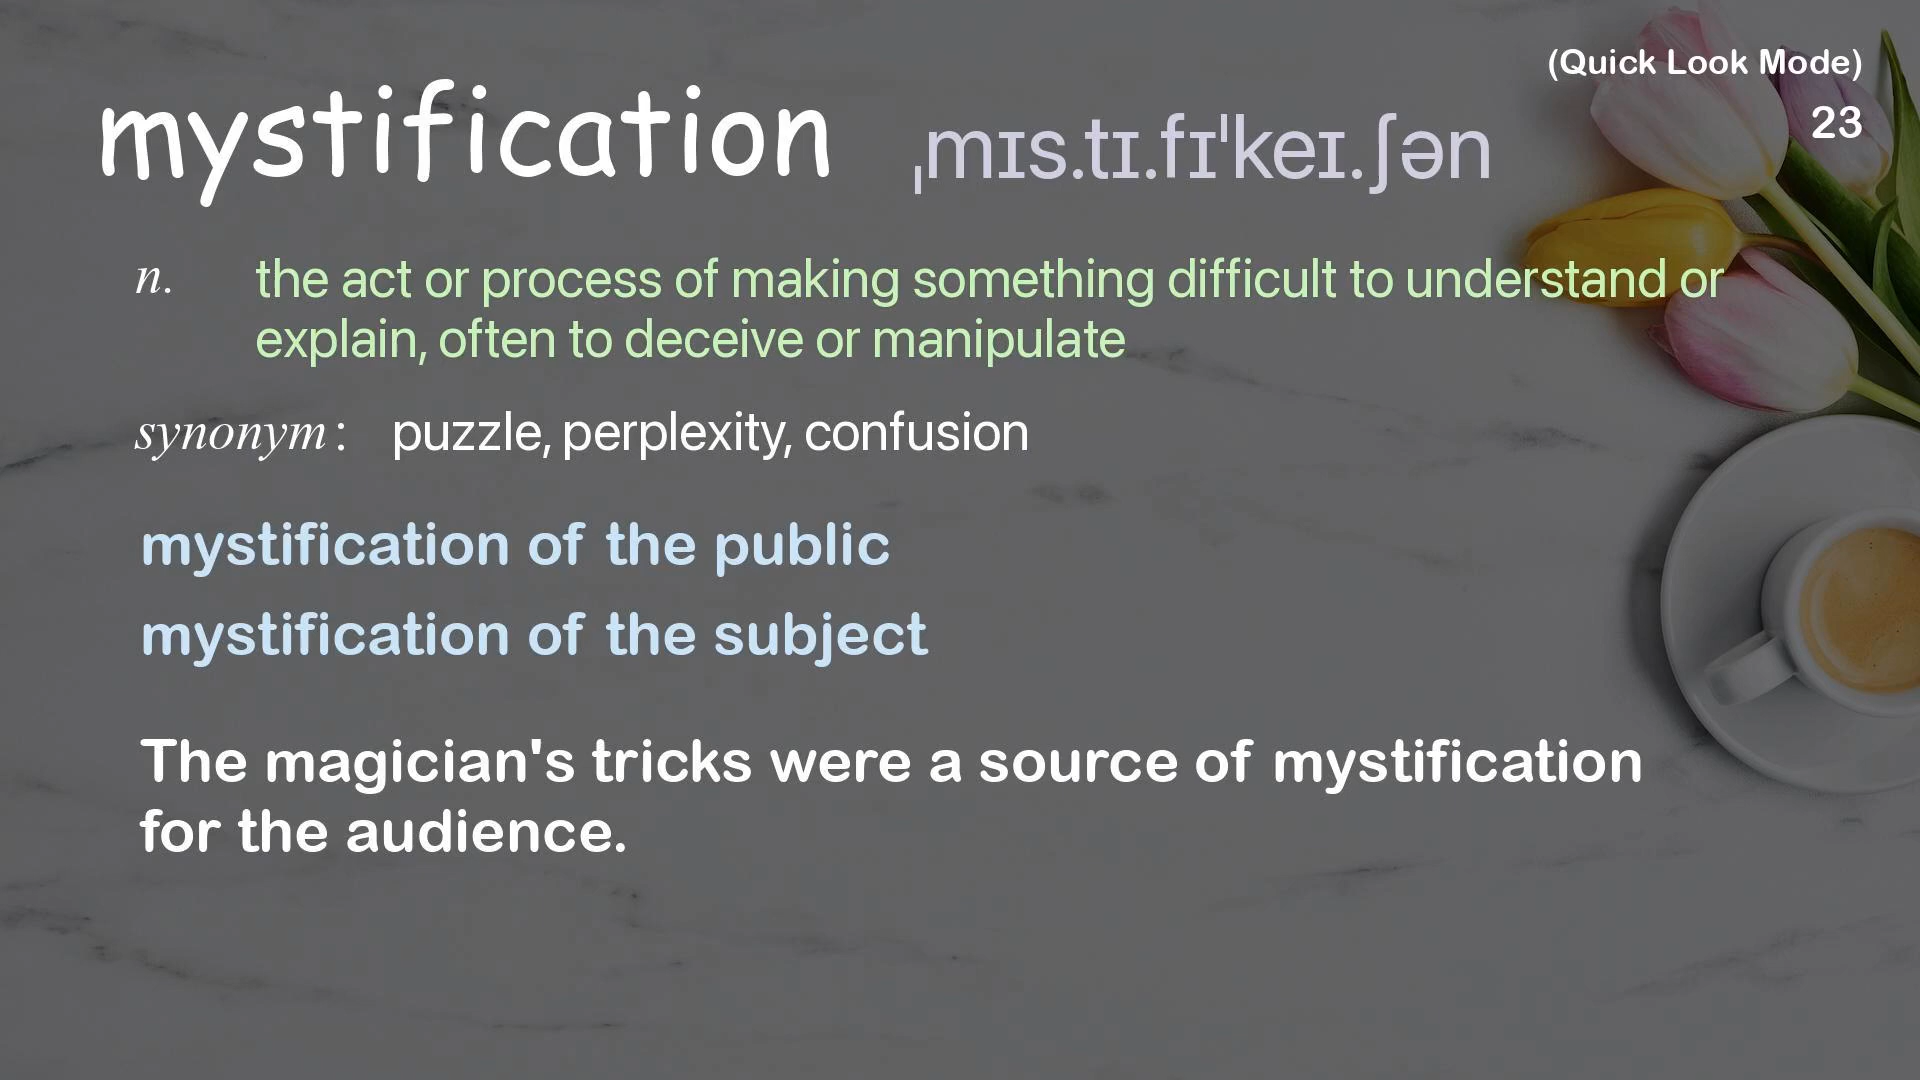 (Quick Look Mode)
23
mystification ˌmɪs.tɪ.fɪˈkeɪ.ʃən
n. the act or process of making something difficult to understand or
explain, often to deceive or manipulate
synonym: puzzle, perplexity, confusion
mystification of the public
mystification of the subject
The magician's tricks were a source of mystification
for the audience.